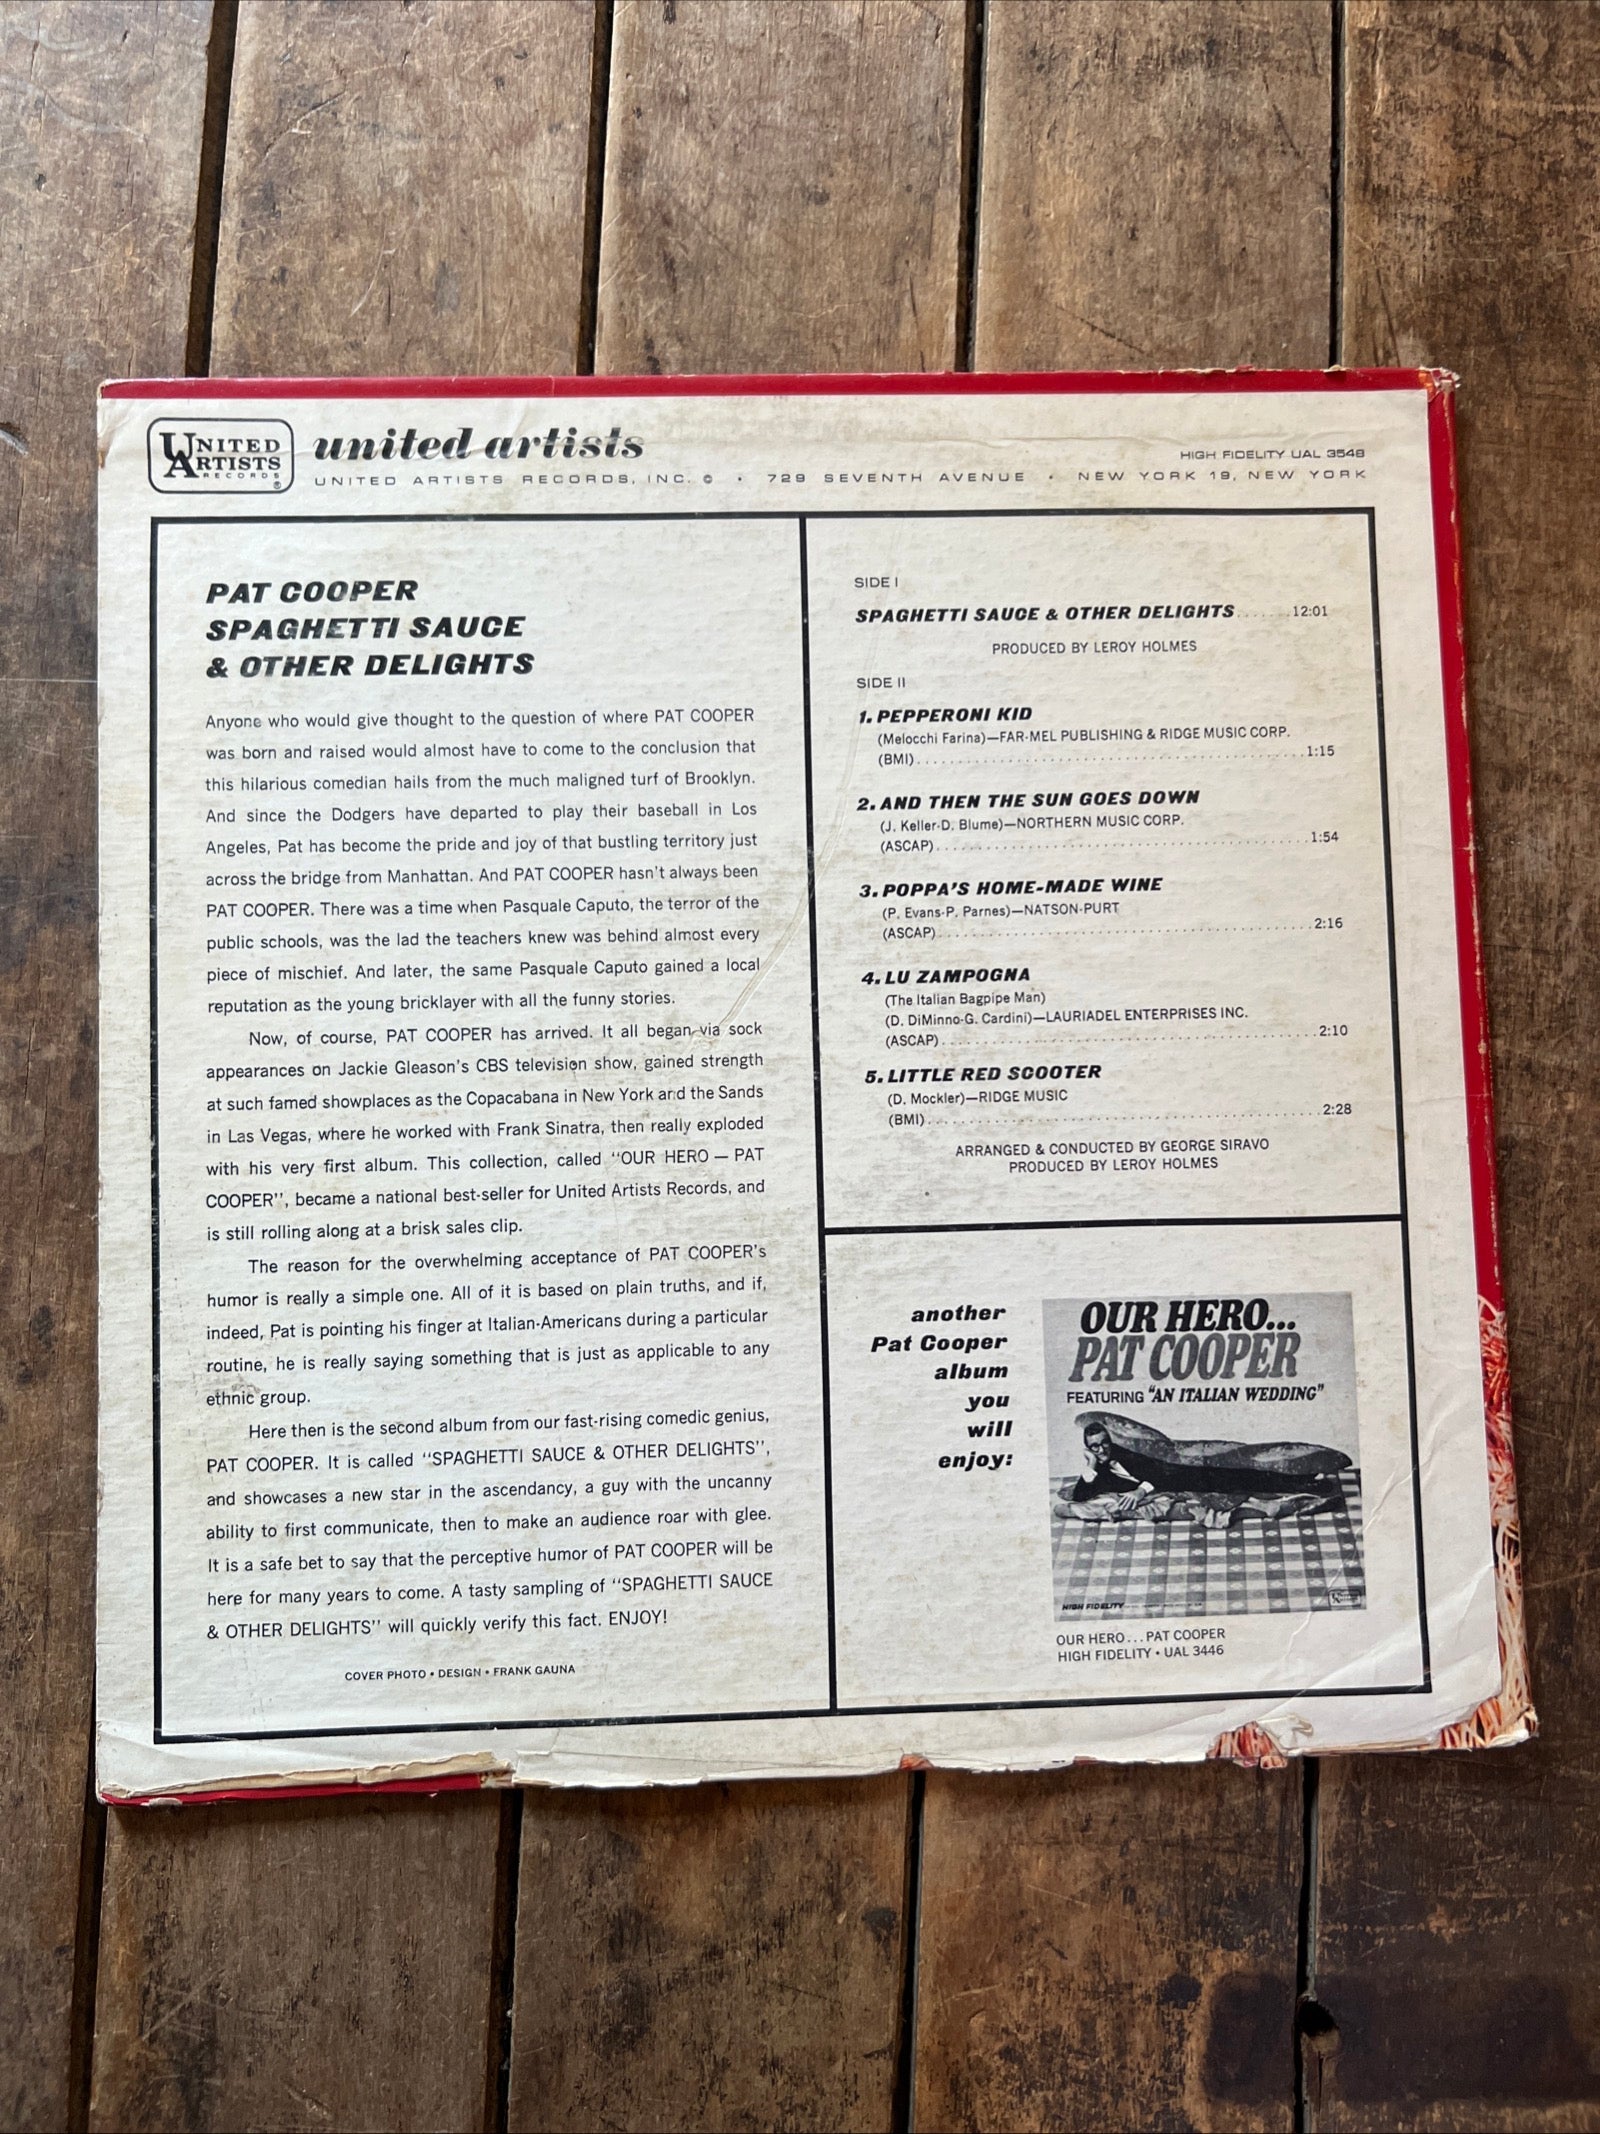 UNITED
ARTISTS
RECORDS
®
united artists
UNITED ARTISTS RECORDS, INC. © • 729 SEVENTH AVENUE • NEW YORK 19, NEW YORK
HIGH FIDELITY UAL 3548
PAT COOPER
SPAGHETTI SAUCE
& OTHER DELIGHTS
Anyone who would give thought to the question of where PAT COOPER
was born and raised would almost have to come to the conclusion that
this hilarious comedian hails from the much maligned turf of Brooklyn.
And since the Dodgers have departed to play their baseball in Los
Angeles, Pat has become the pride and joy of that bustling territory just
across the bridge from Manhattan. And PAT COOPER hasn't always been
PAT COOPER. There was a time when Pasquale Caputo, the terror of the
public schools, was the lad the teachers knew was behind almost every
piece of mischief. And later, the same Pasquale Caputo gained a local
reputation as the young bricklayer with all the funny stories.
Now, of course, PAT COOPER has arrived. It all began via sock
appearances on Jackie Gleason's CBS television show, gained strength
at such famed showplaces as the Copacabana in New York and the Sands
in Las Vegas, where he worked with Frank Sinatra, then really exploded
with his very first album. This collection, called "OUR HERO — PAT
COOPER", became a national best-seller for United Artists Records, and
is still rolling along at a brisk sales clip.
The reason for the overwhelming acceptance of PAT COOPER's
humor is really a simple one. All of it is based on plain truths, and if,
indeed, Pat is pointing his finger at Italian-Americans during a particular
routine, he is really saying something that is just as applicable to any
ethnic group.
Here then is the second album from our fast-rising comedic genius,
PAT COOPER. It is called "SPAGHETTI SAUCE & OTHER DELIGHTS",
and showcases a new star in the ascendancy, a guy with the uncanny
ability to first communicate, then to make an audience roar with glee.
It is a safe bet to say that the perceptive humor of PAT COOPER will be
here for many years to come. A tasty sampling of "SPAGHETTI SAUCE
& OTHER DELIGHTS" will quickly verify this fact. ENJOY!
COVER PHOTO • DESIGN • FRANK GAUNA
SIDE I
SPAGHETTI SAUCE & OTHER DELIGHTS.......12:01
PRODUCED BY LEROY HOLMES
SIDE II
1. PEPPERONI KID
(Melocchi Farina)—FAR-MEL PUBLISHING & RIDGE MUSIC CORP.
(BMI)..........1:15
2. AND THEN THE SUN GOES DOWN
(J. Keller-D. Blume)—NORTHERN MUSIC CORP.
(ASCAP)..........1:54
3. POPPA'S HOME-MADE WINE
(P. Evans-P. Parnes)—NATSON-PURT
(ASCAP)..........2:16
4. LU ZAMPOGNA
(The Italian Bagpipe Man)
(D. DiMinno-G. Cardini)—LAURIADEL ENTERPRISES INC.
(ASCAP)..........2:10
5. LITTLE RED SCOOTER
(D. Mockler)—RIDGE MUSIC
(BMI)..........2:28
ARRANGED & CONDUCTED BY GEORGE SIRAVO
PRODUCED BY LEROY HOLMES
another
Pat Cooper
album
you
will
enjoy:
OUR HERO...
PAT COOPER
FEATURING "AN ITALIAN WEDDING"
HIGH FIDELITY
OUR HERO...PAT COOPER
HIGH FIDELITY • UAL 3446